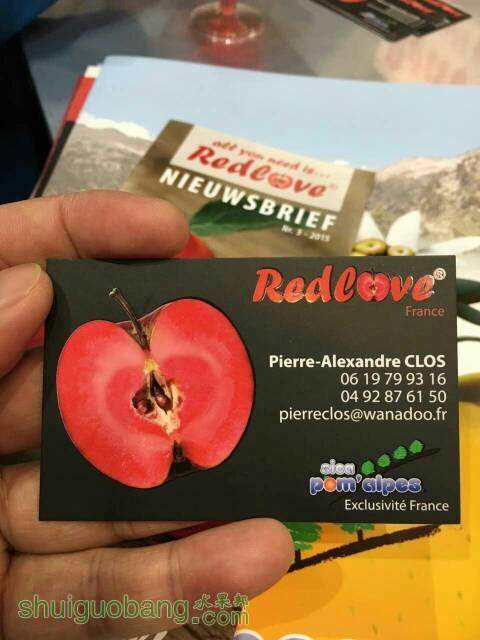 all you need is...
Redlove®
NIEUWSBRIEF
Nr. 3 - 2015
Redlove®
France
Pierre-Alexandre CLOS
06 19 79 93 16
04 92 87 61 50
pierreclos@wanadoo.fr
sica
pom'alpes
Exclusivité France
shuiguobang.com
水果邦